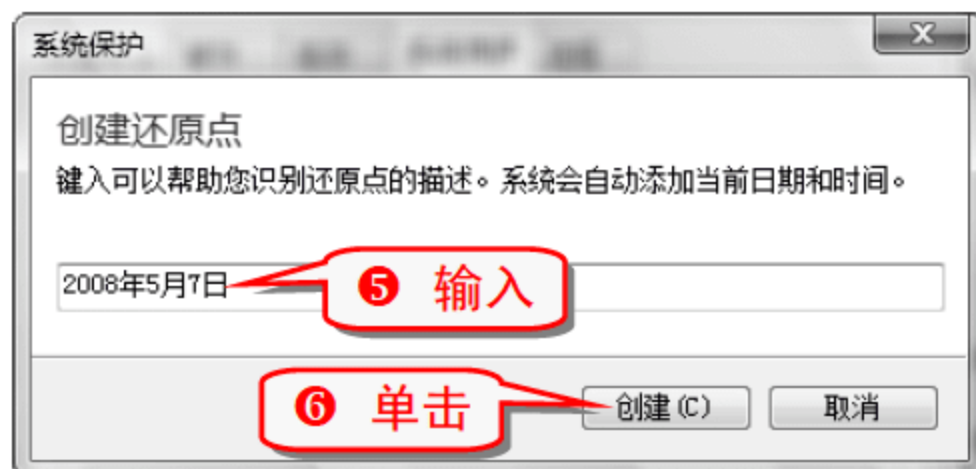 系统保护
创建还原点
键入可以帮助您识别还原点的描述。系统会自动添加当前日期和时间。
2008年5月7日
❺ 输入
❻ 单击
创建(C)
取消